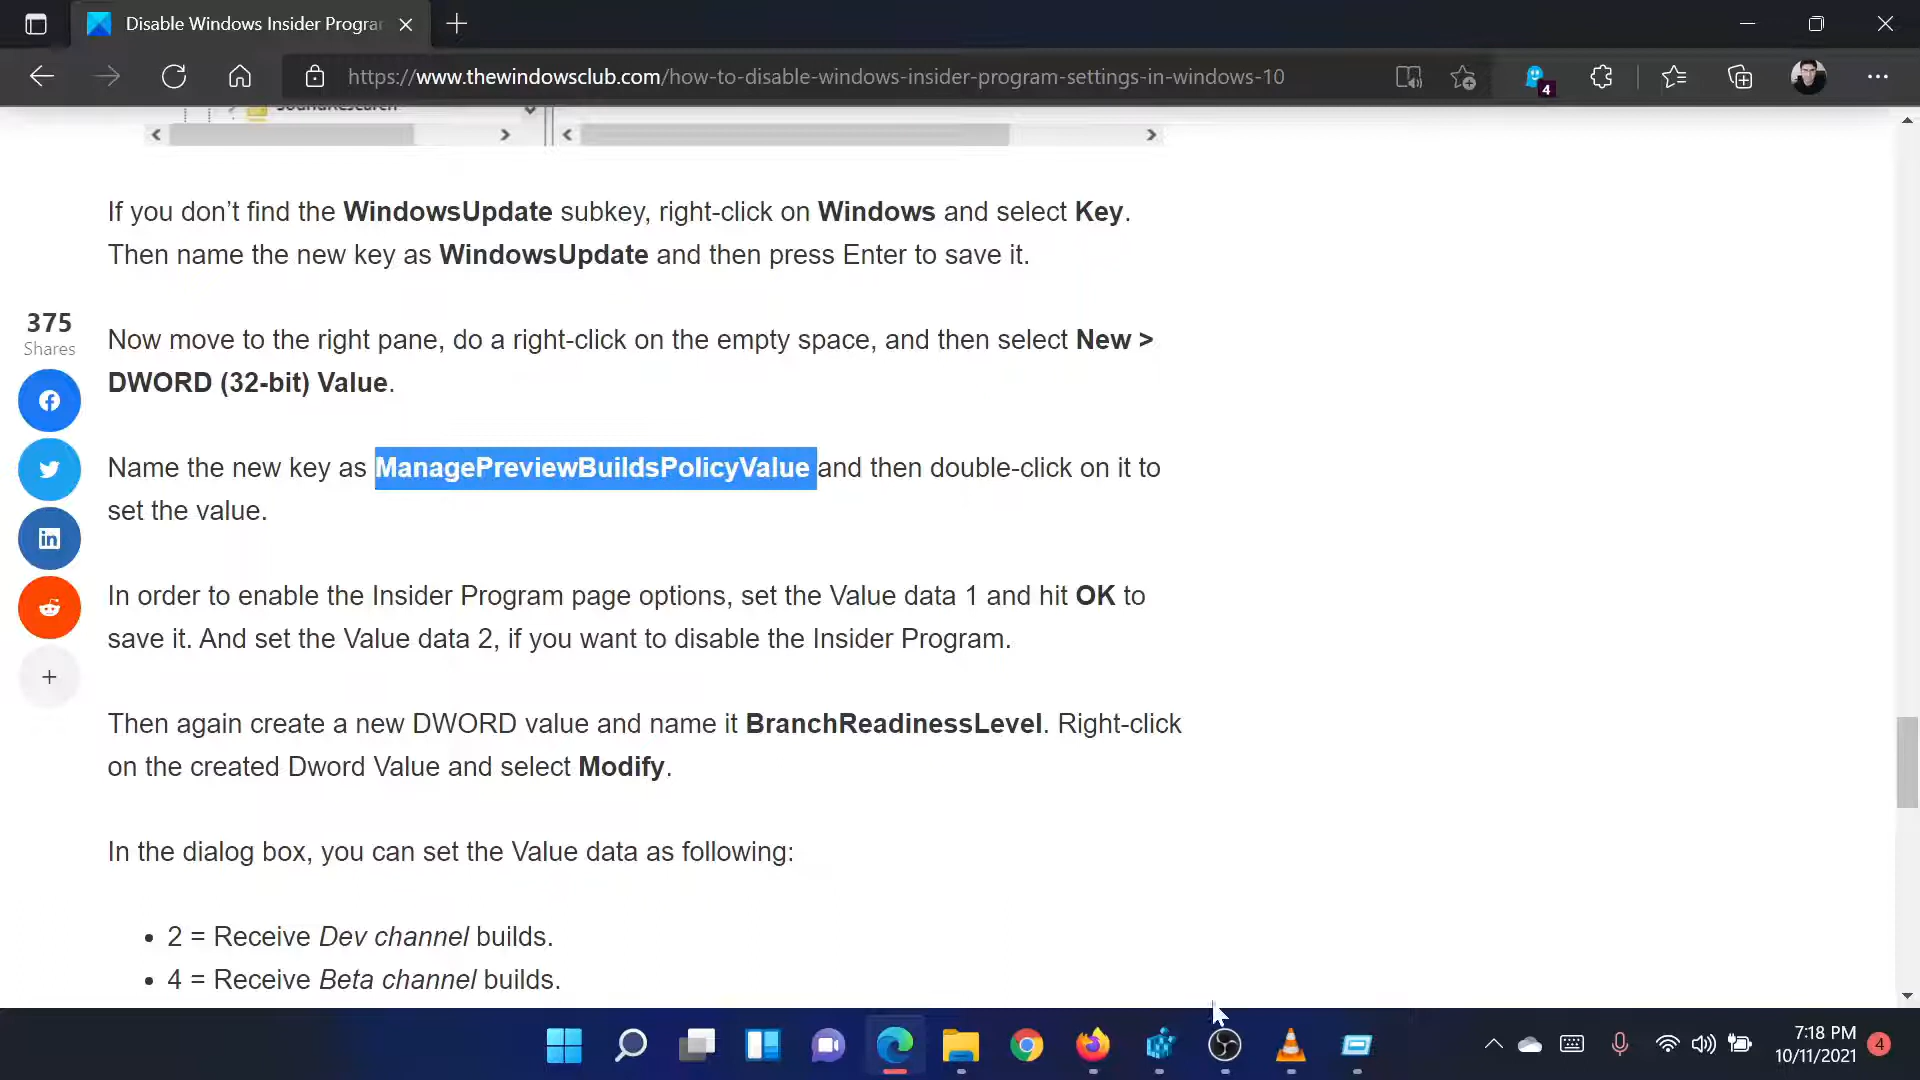 Disable Windows Insider Progra
https://www.thewindowsclub.com/how-to-disable-windows-insider-program-settings-in-windows-10
4
SoundResearch
If you don’t find the WindowsUpdate subkey, right-click on Windows and select Key.
Then name the new key as WindowsUpdate and then press Enter to save it.
375
Shares
Now move to the right pane, do a right-click on the empty space, and then select New >
DWORD (32-bit) Value.
Name the new key as ManagePreviewBuildsPolicyValue and then double-click on it to
set the value.
In order to enable the Insider Program page options, set the Value data 1 and hit OK to
save it. And set the Value data 2, if you want to disable the Insider Program.
Then again create a new DWORD value and name it BranchReadinessLevel. Right-click
on the created Dword Value and select Modify.
In the dialog box, you can set the Value data as following:
• 2 = Receive Dev channel builds.
• 4 = Receive Beta channel builds.
7:18 PM
10/11/2021
4